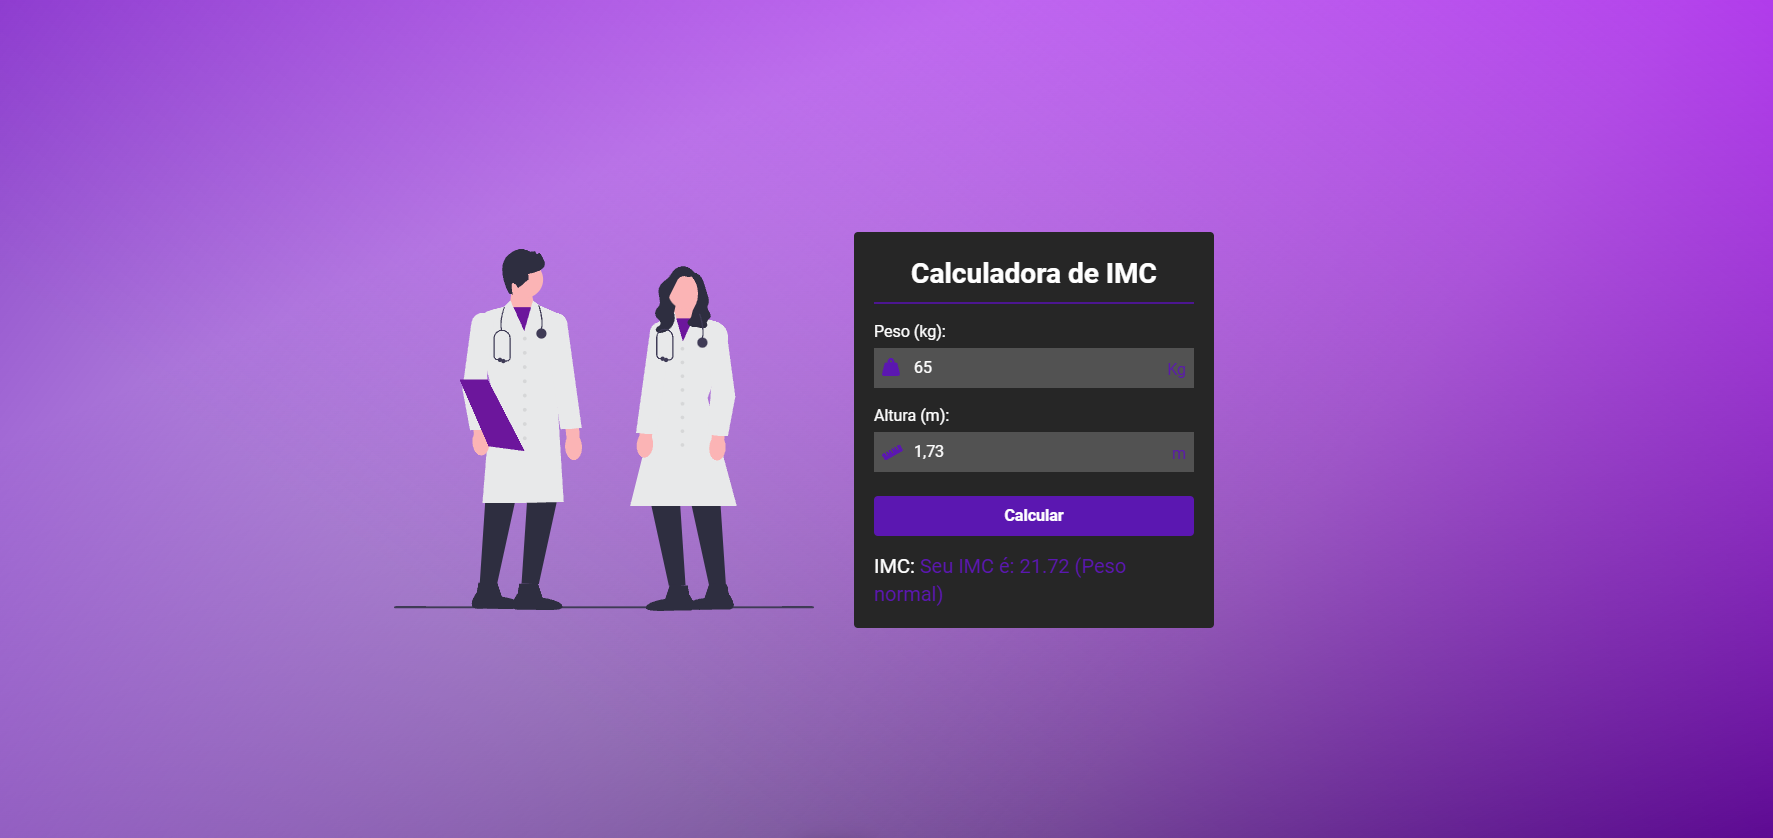 Calculadora de IMC
Peso (kg):
65 Kg
Altura (m):
1,73 m
Calcular
IMC: Seu IMC é: 21.72 (Peso
normal)